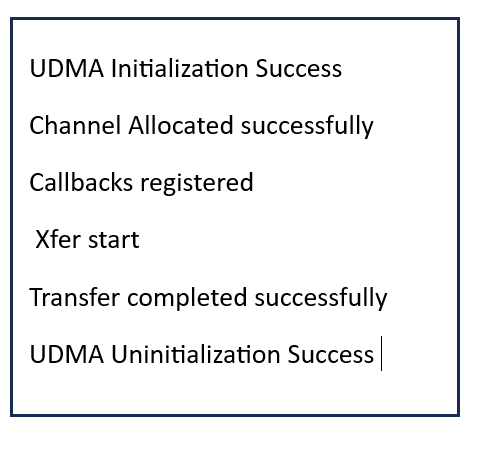 UDMA Initialization Success
Channel Allocated successfully
Callbacks registered
Xfer start
Transfer completed successfully
UDMA Uninitialization Success